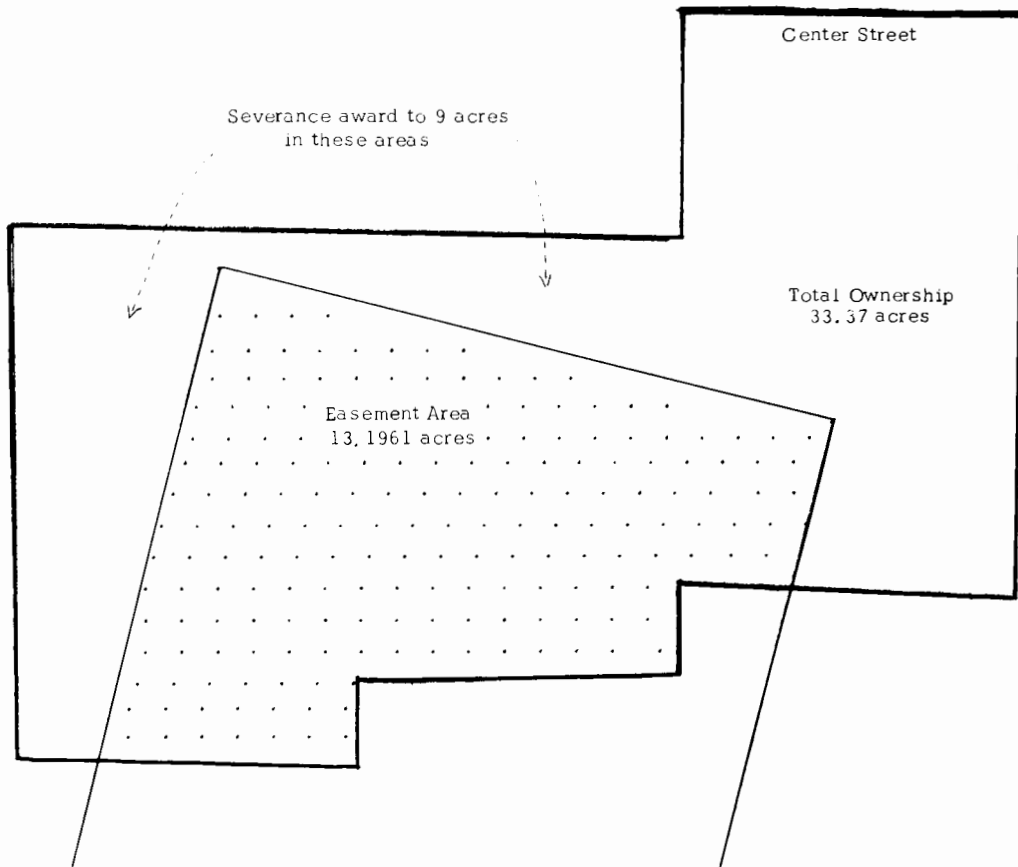 Center Street
Severance award to 9 acres
in these areas
Total Ownership
33.37 acres
Easement Area
13,1961 acres